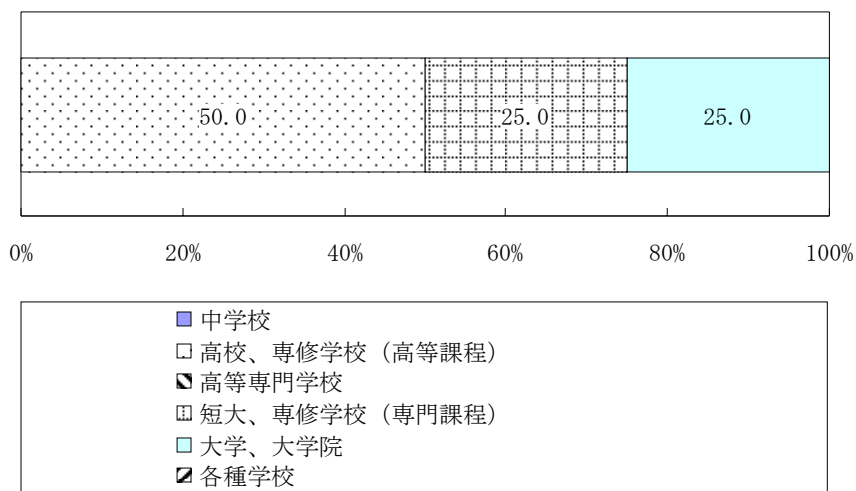 50.0 25.0 25.0
0% 20% 40% 60% 80% 100%
中学校
高校、専修学校（高等課程）
高等専門学校
短大、専修学校（専門課程）
大学、大学院
各種学校